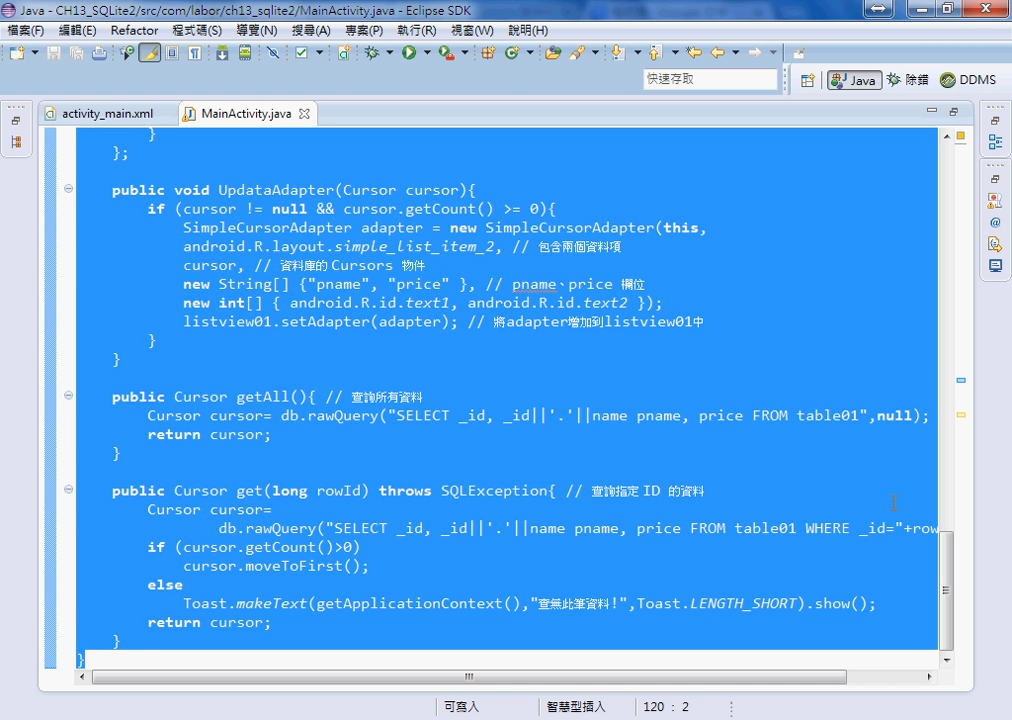 Java - CH13_SQLite2/src/com/labor/ch13_sqlite2/MainActivity.java - Eclipse SDK
檔案(F) 編輯(E) Refactor 程式碼(S) 導覽(N) 搜尋(A) 專案(P) 執行(R) 視窗(W) 說明(H)
快速存取 Java 除錯 DDMS
activity_main.xml MainActivity.java
}
};
public void UpdataAdapter(Cursor cursor){
if (cursor != null && cursor.getCount() >= 0){
SimpleCursorAdapter adapter = new SimpleCursorAdapter(this,
android.R.layout.simple_list_item_2, // 包含兩個資料項
cursor, // 資料庫的 Cursors 物件
new String[] {"pname", "price" }, // pname、price 欄位
new int[] { android.R.id.text1, android.R.id.text2 });
listview01.setAdapter(adapter); // 將adapter增加到listview01中
}
}
public Cursor getAll(){ // 查詢所有資料
Cursor cursor= db.rawQuery("SELECT _id, _id||'.'||name pname, price FROM table01",null);
return cursor;
}
public Cursor get(long rowId) throws SQLException{ // 查詢指定 ID 的資料
Cursor cursor=
db.rawQuery("SELECT _id, _id||'.'||name pname, price FROM table01 WHERE _id="+row
if (cursor.getCount()>0)
cursor.moveToFirst();
else
Toast.makeText(getApplicationContext(),"查無此筆資料!",Toast.LENGTH_SHORT).show();
return cursor;
}
}
可寫入 智慧型插入 120 : 2